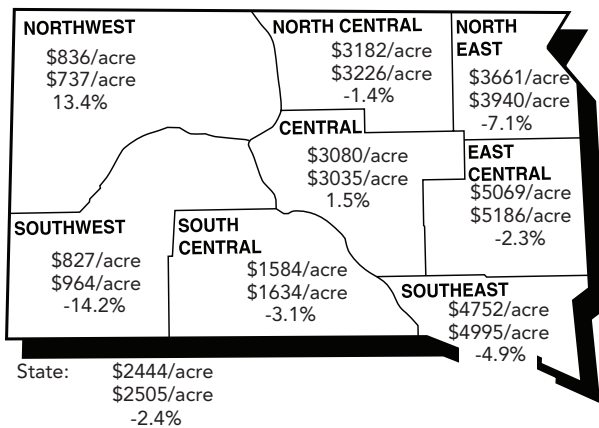 NORTHWEST
$836/acre
$737/acre
13.4%
NORTH CENTRAL
$3182/acre
$3226/acre
-1.4%
NORTH
EAST
$3661/acre
$3940/acre
-7.1%
CENTRAL
$3080/acre
$3035/acre
1.5%
EAST
CENTRAL
$5069/acre
$5186/acre
-2.3%
SOUTHWEST
$827/acre
$964/acre
-14.2%
SOUTH
CENTRAL
$1584/acre
$1634/acre
-3.1%
SOUTHEAST
$4752/acre
$4995/acre
-4.9%
State: $2444/acre
$2505/acre
-2.4%